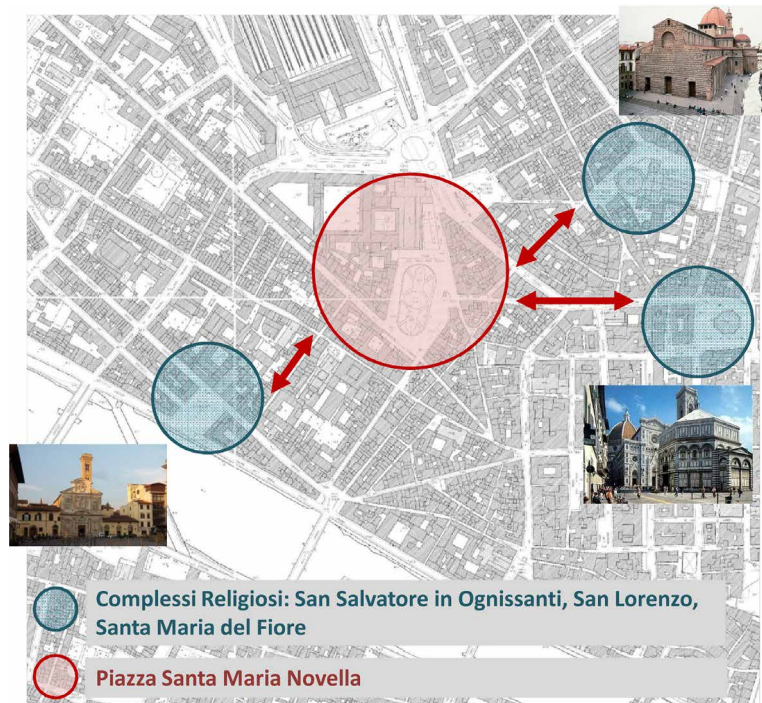 Complessi Religiosi: San Salvatore in Ognissanti, San Lorenzo,
Santa Maria del Fiore
Piazza Santa Maria Novella